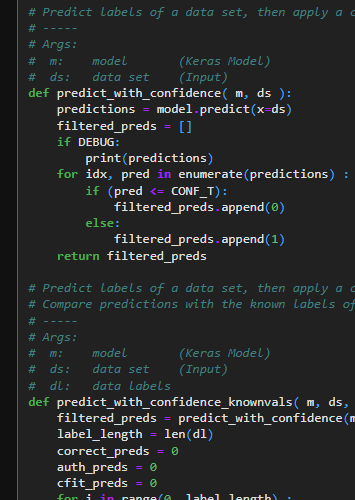 # Predict labels of a data set, then apply a
# -----
# Args:
#  m:    model       (Keras Model)
#  ds:   data set    (Input)
def predict_with_confidence( m, ds ):
    predictions = model.predict(x=ds)
    filtered_preds = []
    if DEBUG:
        print(predictions)
    for idx, pred in enumerate(predictions) :
        if (pred <= CONF_T):
            filtered_preds.append(0)
        else:
            filtered_preds.append(1)
    return filtered_preds
# Predict labels of a data set, then apply a
# Compare predictions with the known labels of
# -----
# Args:
#  m:    model       (Keras Model)
#  ds:   data set    (Input)
#  dl:   data labels
def predict_with_confidence_knownvals( m, ds,
    filtered_preds = predict_with_confidence(m
    label_length = len(dl)
    correct_preds = 0
    auth_preds = 0
    cfit_preds = 0
    for i in range(0, label_length) :